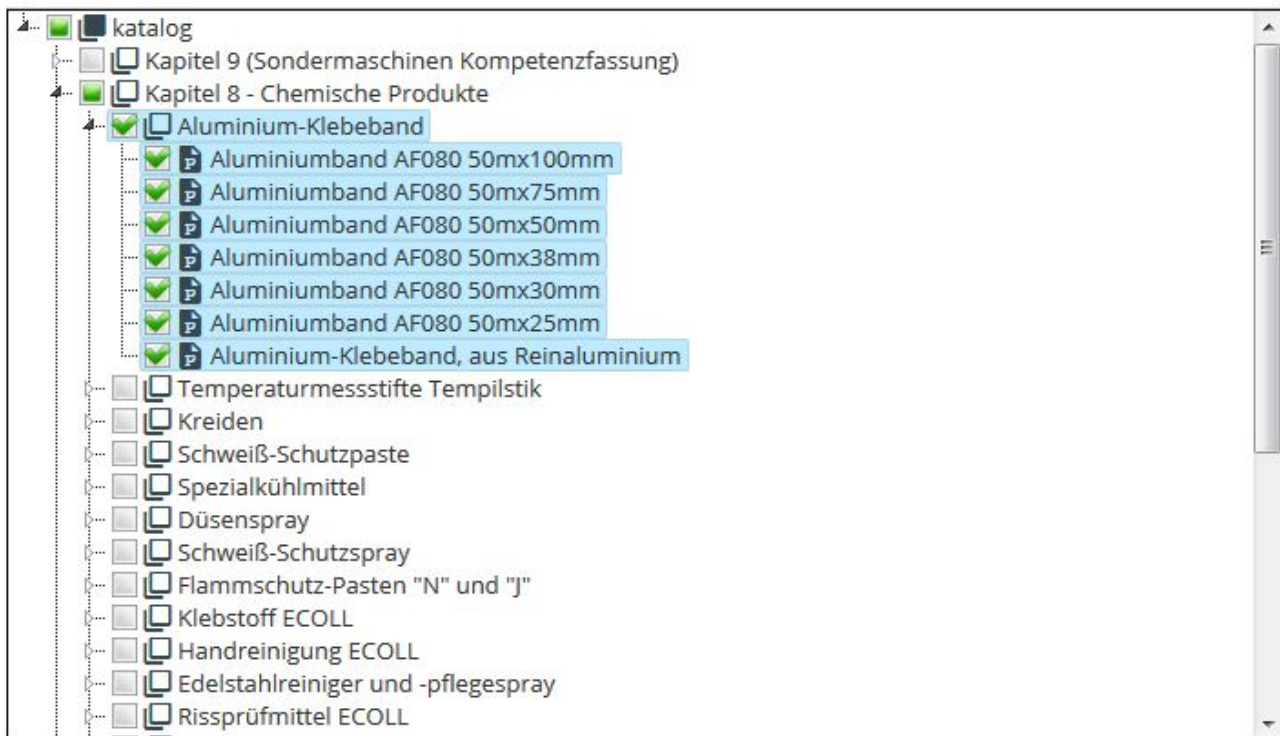 katalog
Kapitel 9 (Sondermaschinen Kompetenzfassung)
Kapitel 8 - Chemische Produkte
Aluminium-Klebeband
Aluminiumband AF080 50mx100mm
Aluminiumband AF080 50mx75mm
Aluminiumband AF080 50mx50mm
Aluminiumband AF080 50mx38mm
Aluminiumband AF080 50mx30mm
Aluminiumband AF080 50mx25mm
Aluminium-Klebeband, aus Reinaluminium
Temperaturmessstifte Tempilstik
Kreiden
Schweiß-Schutzpaste
Spezialkühlmittel
Düsenspray
Schweiß-Schutzspray
Flammschutz-Pasten "N" und "J"
Klebstoff ECOLL
Handreinigung ECOLL
Edelstahlreiniger und -pflegespray
Rissprüfmittel ECOLL